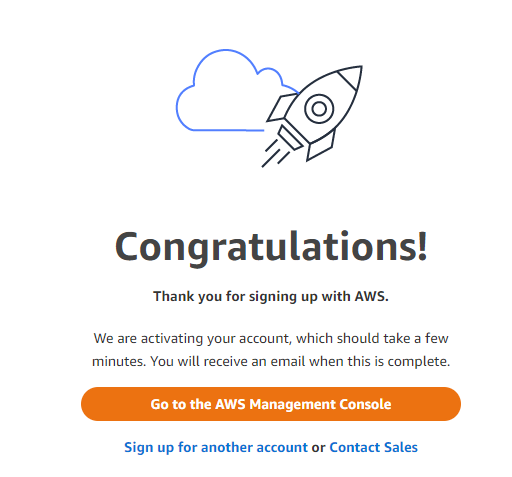 Congratulations!
Thank you for signing up with AWS.
We are activating your account, which should take a few
minutes. You will receive an email when this is complete.
Go to the AWS Management Console
Sign up for another account or Contact Sales